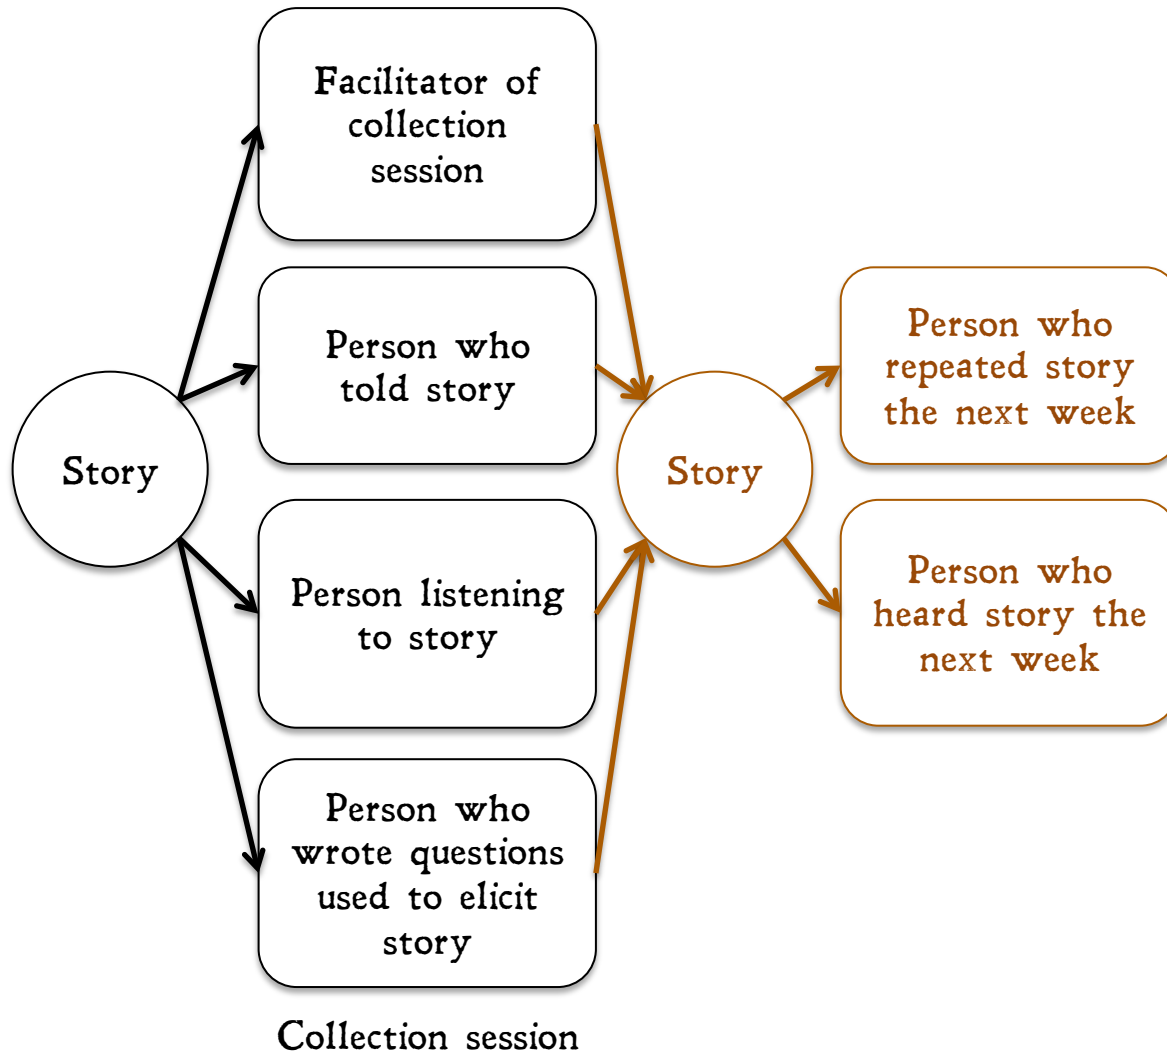 Facilitator of
collection
session
Person who
told story
Story
Person listening
to story
Person who
wrote questions
used to elicit
story
Collection session
Story
Person who
repeated story
the next week
Person who
heard story the
next week